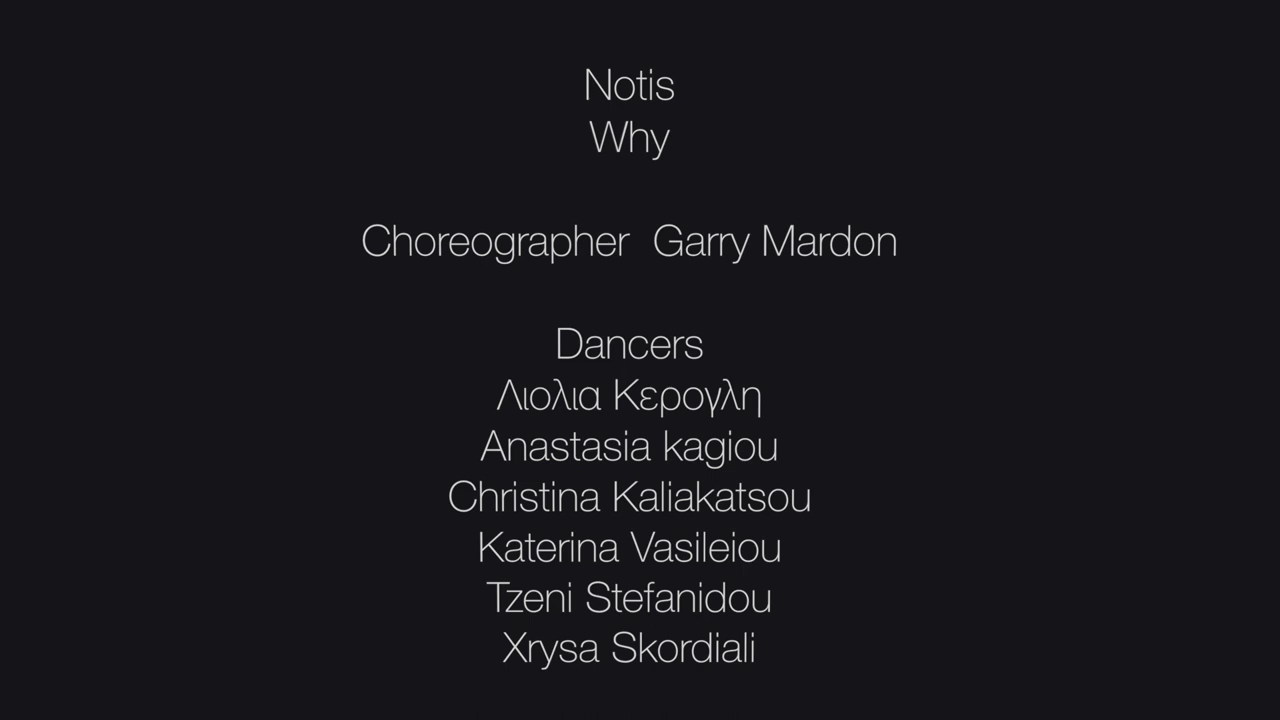 Notis
Why
Choreographer  Garry Mardon
Dancers
Λιολια Κερογλη
Anastasia kagiou
Christina Kaliakatsou
Katerina Vasileiou
Tzeni Stefanidou
Xrysa Skordiali